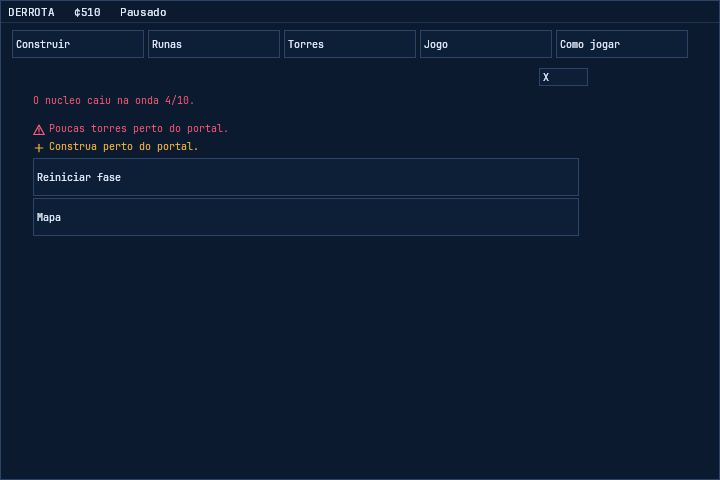 DERROTA ₵510 Pausado
Construir Runas Torres Jogo Como jogar
X
O nucleo caiu na onda 4/10.
Poucas torres perto do portal.
Construa perto do portal.
Reiniciar fase
Mapa